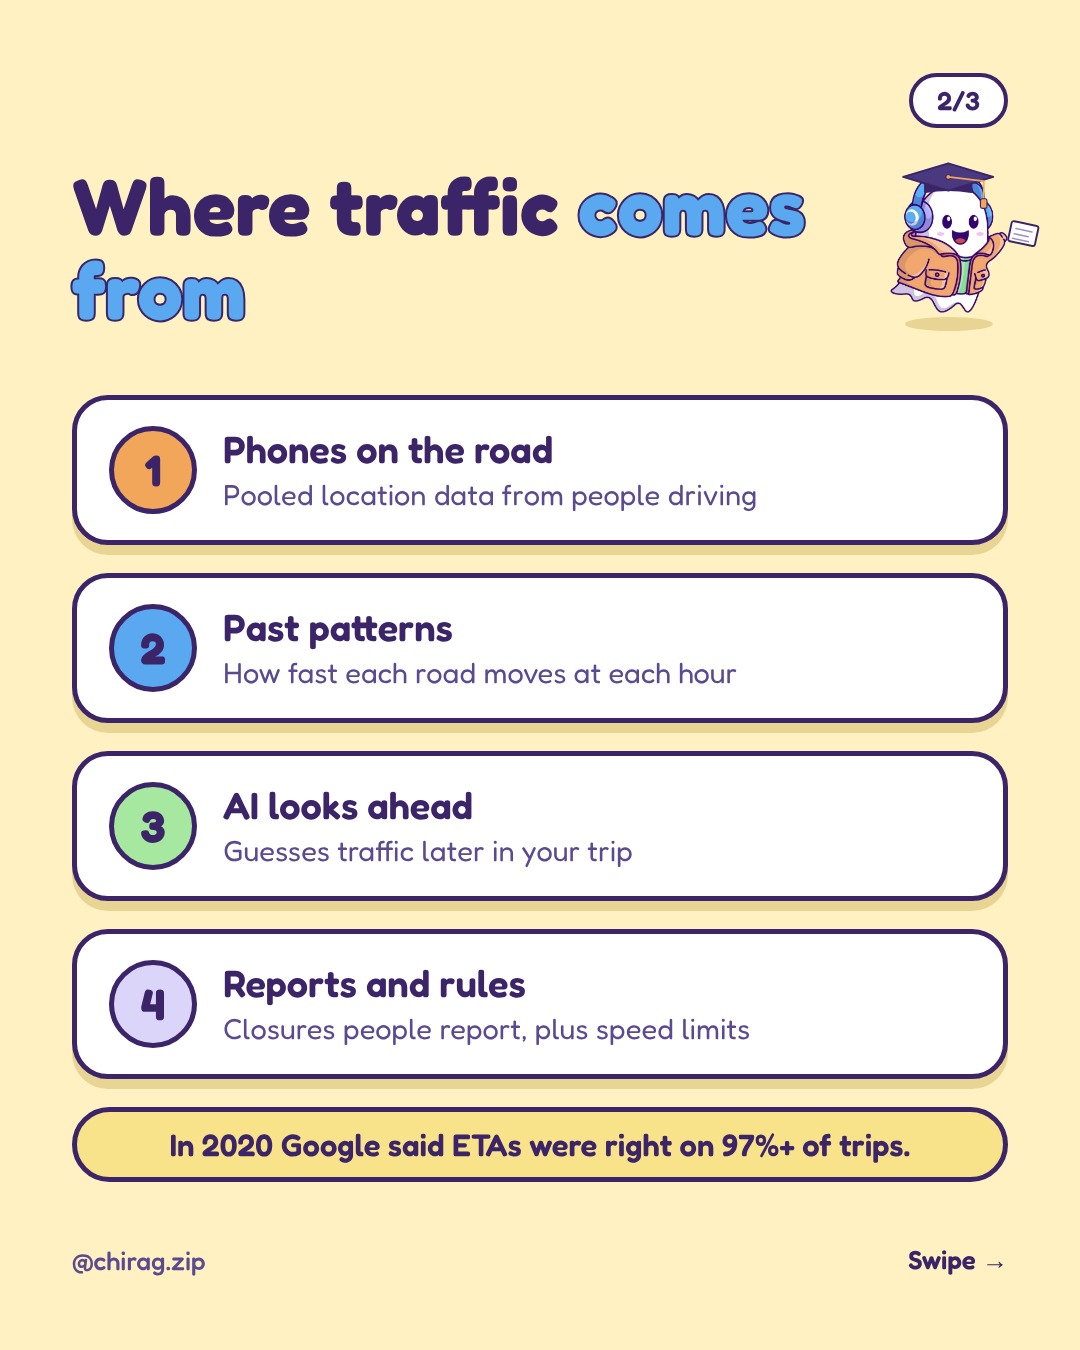 2/3
Where traffic comes
from
1
Phones on the road
Pooled location data from people driving
2
Past patterns
How fast each road moves at each hour
3
AI looks ahead
Guesses traffic later in your trip
4
Reports and rules
Closures people report, plus speed limits
In 2020 Google said ETAs were right on 97%+ of trips.
@chirag.zip
Swipe →